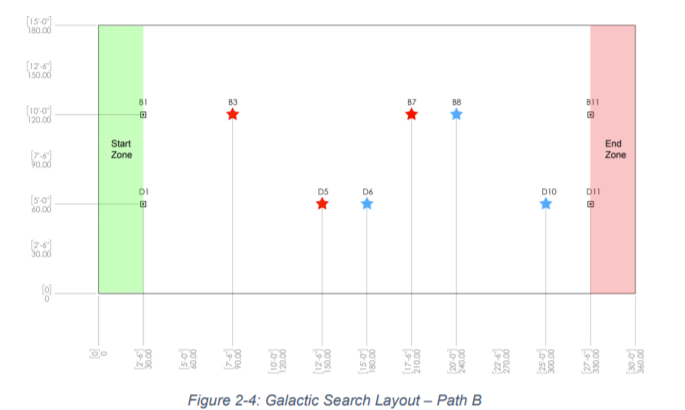 [15'-0"]
180.00
[12'-6"]
150.00
[10'-0"]
120.00
[7'-6"]
90.00
[5'-0"]
60.00
[2'-6"]
30.00
[0]
0
B1
B3
B7
B8
B11
Start
Zone
End
Zone
D1
D5
D6
D10
D11
[0]
0
[2'-6"]
30.00
[5'-0"]
60.00
[7'-6"]
90.00
[10'-0"]
120.00
[12'-6"]
150.00
[15'-0"]
180.00
[17'-6"]
210.00
[20'-0"]
240.00
[22'-6"]
270.00
[25'-0"]
300.00
[27'-6"]
330.00
[30'-0"]
360.00
Figure 2-4: Galactic Search Layout – Path B